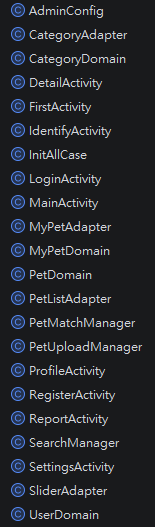 AdminConfig
CategoryAdapter
CategoryDomain
DetailActivity
FirstActivity
IdentifyActivity
InitAllCase
LoginActivity
MainActivity
MyPetAdapter
MyPetDomain
PetDomain
PetListAdapter
PetMatchManager
PetUploadManager
ProfileActivity
RegisterActivity
ReportActivity
SearchManager
SettingsActivity
SliderAdapter
UserDomain